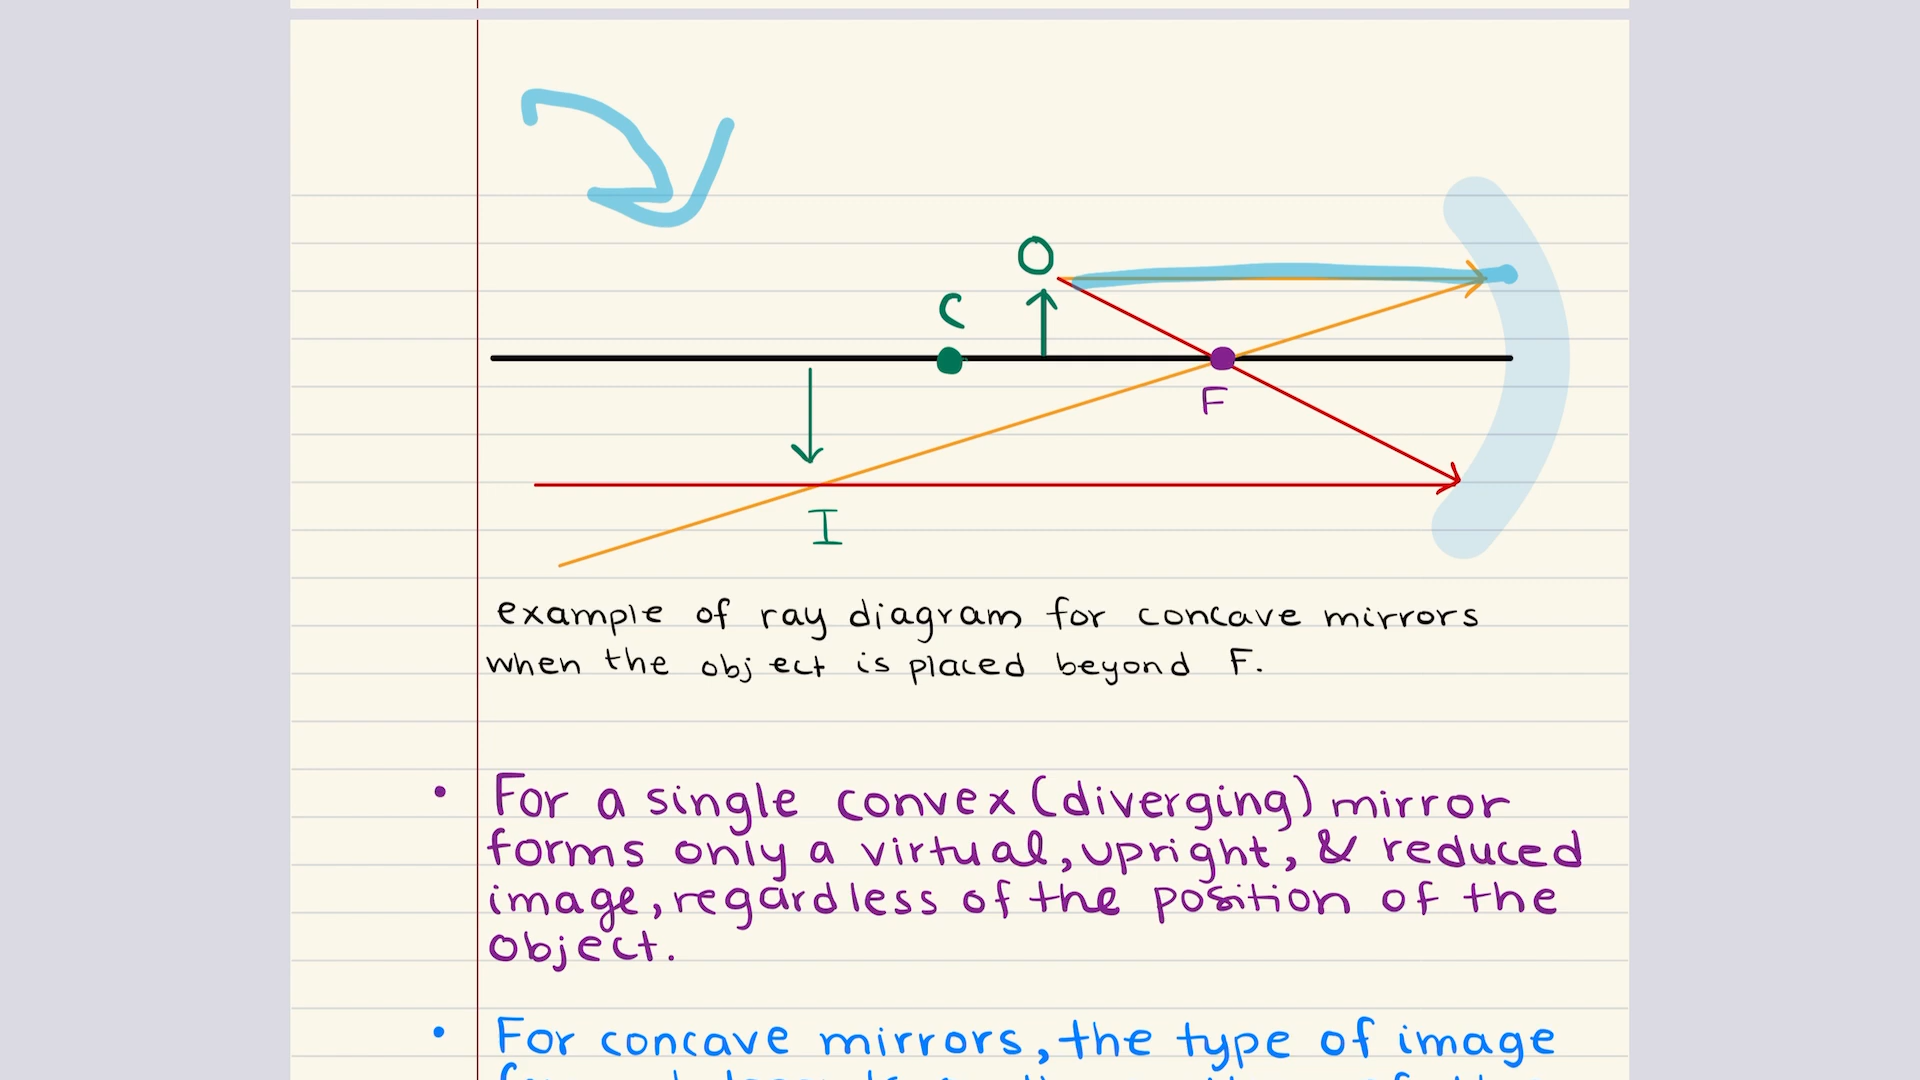 O
C
F
I
example of ray diagram for concave mirrors
when the object is placed beyond F.
• For a single convex (diverging) mirror
forms only a virtual, upright, & reduced
image, regardless of the position of the
object.
• For concave mirrors, the type of image